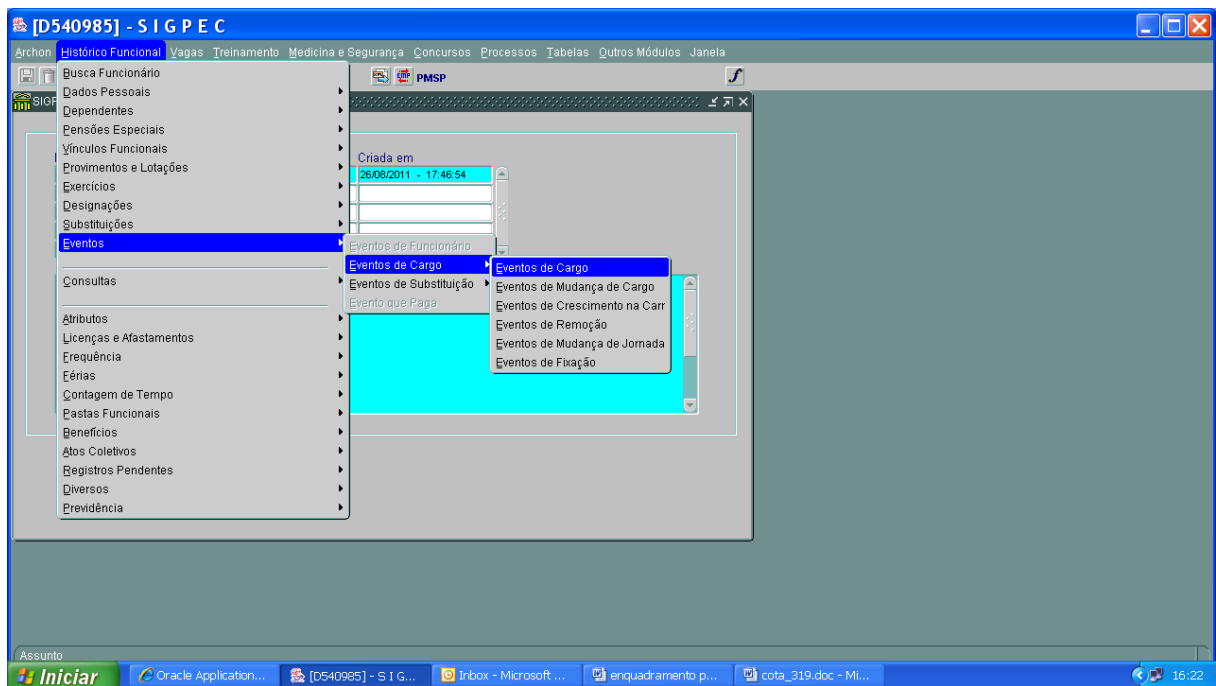 [D540985] - S I G P E C
Archon Histórico Funcional Vagas Treinamento Medicina e Segurança Concursos Processos Tabelas Outros Módulos Janela
PMSP
Busca Funcionário
Dados Pessoais
Dependentes
Pensões Especiais
Vínculos Funcionais
Provimentos e Lotações
Exercícios
Designações
Substituições
Eventos
Consultas
Atributos
Licenças e Afastamentos
Frequência
Férias
Contagem de Tempo
Pastas Funcionais
Benefícios
Atos Coletivos
Registros Pendentes
Diversos
Previdência
Criada em
26/08/2011 - 17:46:54
Eventos de Funcionário
Eventos de Cargo
Eventos de Substituição
Evento que Paga
Eventos de Cargo
Eventos de Mudança de Cargo
Eventos de Crescimento na Carr
Eventos de Remoção
Eventos de Mudança de Jornada
Eventos de Fixação
Assunto
Iniciar Oracle Application... [D540985] - S I G... Inbox - Microsoft ... enquadramento p... cota_319.doc - Mi... 16:22